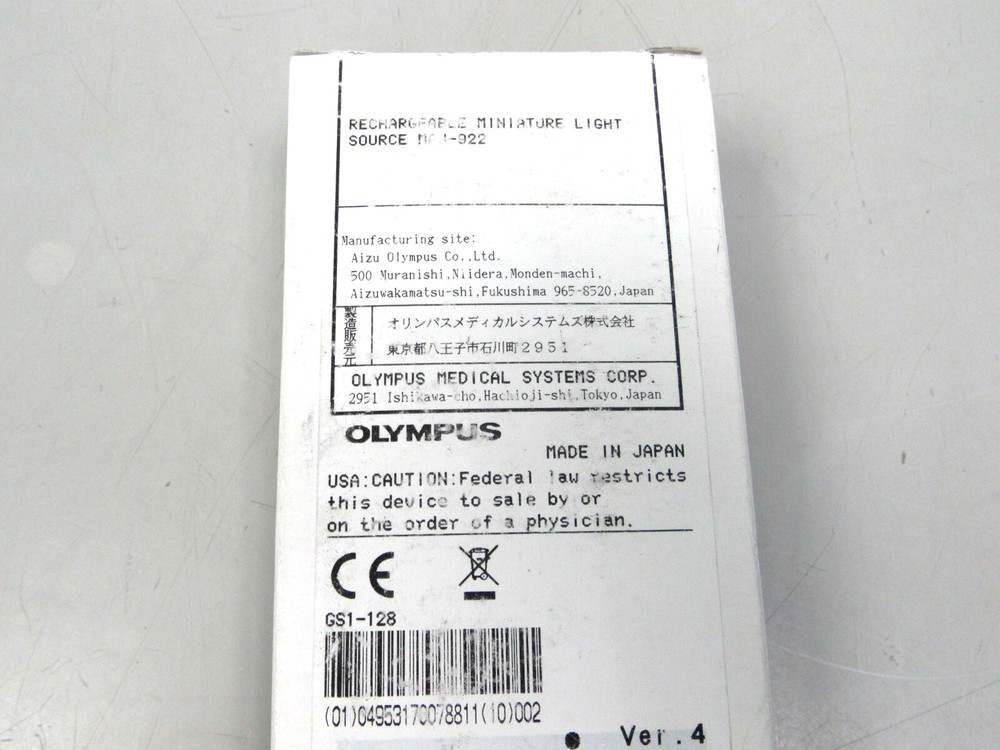 RECHARGEABLE MINIATURE LIGHT
SOURCE MAJ-922
Manufacturing site:
Aizu Olympus Co.,Ltd.
500 Muranishi,Niidera,Monden-machi,
Aizuwakamatsu-shi,Fukushima 965-8520,Japan
製造販売元
オリンパスメディカルシステムズ株式会社
東京都八王子市石川町2951
OLYMPUS MEDICAL SYSTEMS CORP.
2951 Ishikawa-cho,Hachioji-shi,Tokyo,Japan
OLYMPUS
MADE IN JAPAN
USA:CAUTION:Federal law restricts
this device to sale by or
on the order of a physician.
CE
GS1-128
(01)04953170078811(10)002
Ver.4